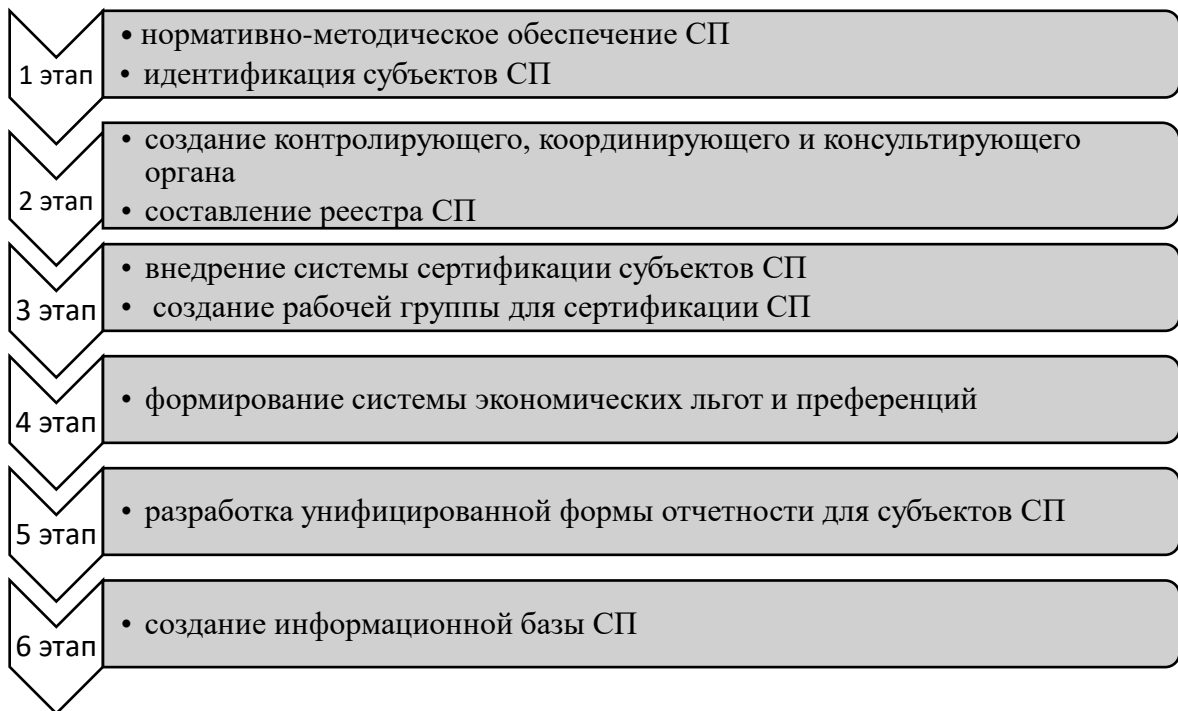 • нормативно-методическое обеспечение СП
1 этап
• идентификация субъектов СП
• создание контролирующего, координирующего и консультирующего
органа
2 этап
• составление реестра СП
• внедрение системы сертификации субъектов СП
3 этап
• создание рабочей группы для сертификации СП
4 этап
• формирование системы экономических льгот и преференций
5 этап
• разработка унифицированной формы отчетности для субъектов СП
6 этап
• создание информационной базы СП